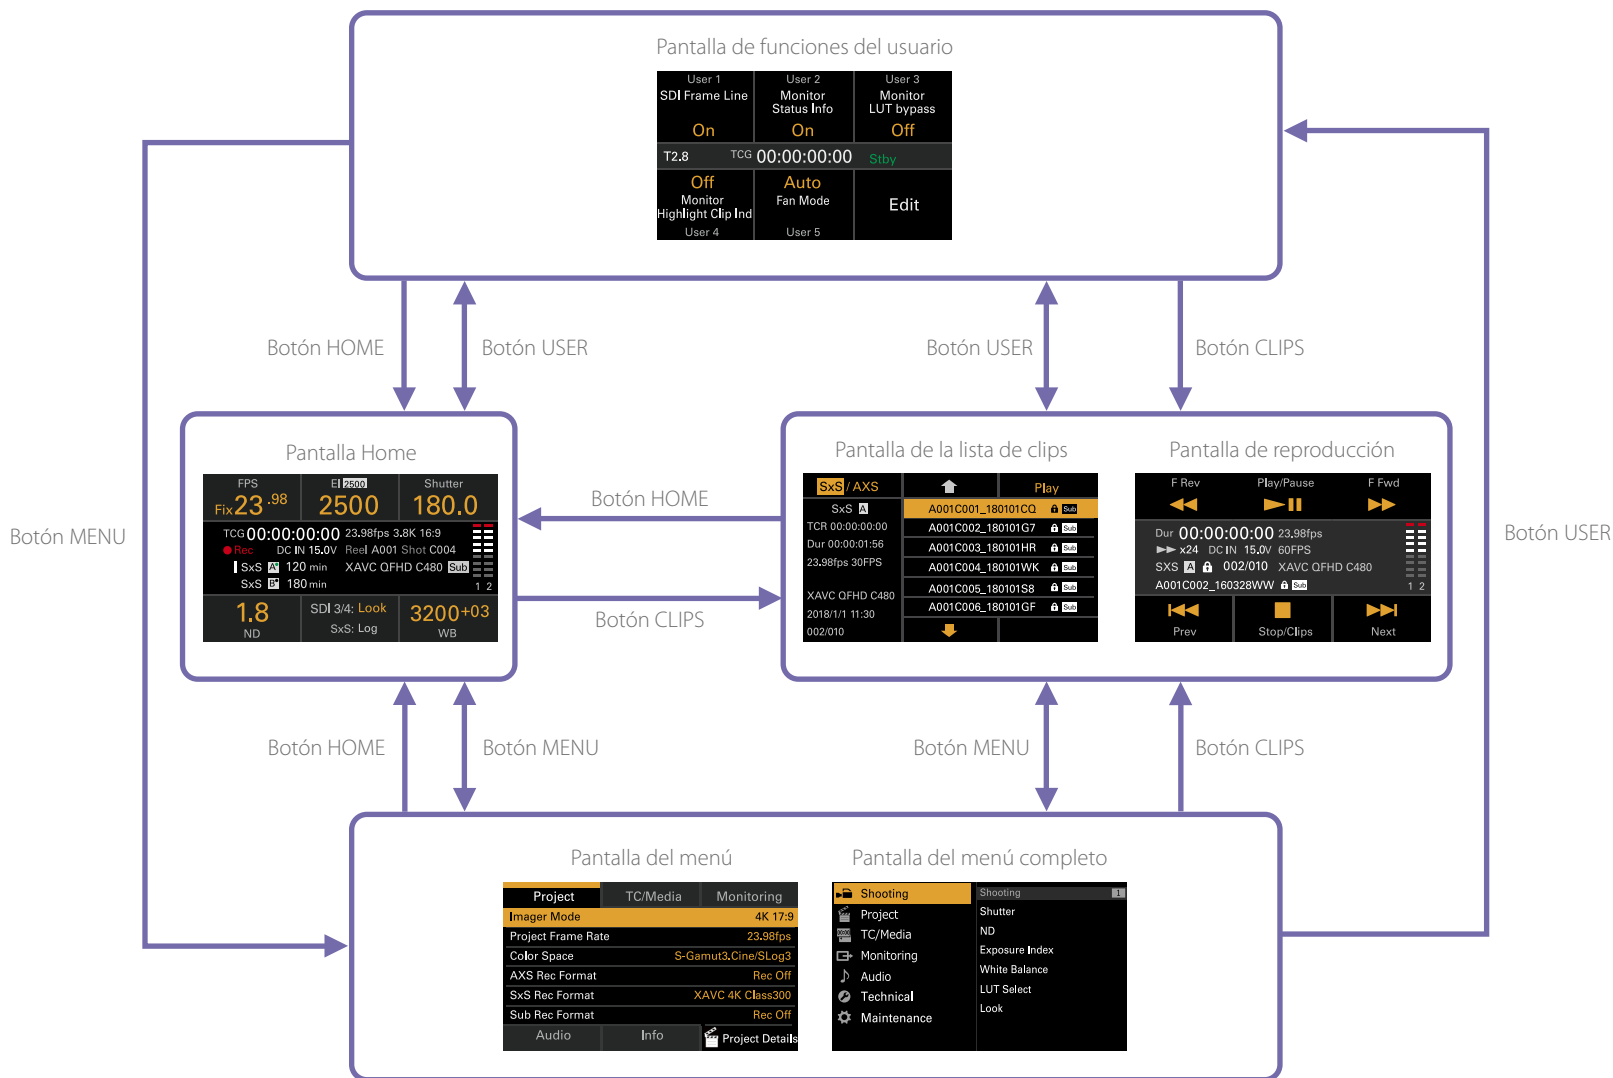 Pantalla de funciones del usuario
User 1 User 2 User 3
SDI Frame Line Monitor Status Info Monitor LUT bypass
On On Off
T2.8 TCG 00:00:00:00 Stby
Off Auto
Monitor Highlight Clip Ind Fan Mode Edit
User 4 User 5
Botón HOME
Botón USER
Botón USER
Botón CLIPS
Botón MENU
Botón USER
Pantalla Home
FPS EI 2500 Shutter
Fix23.98 2500 180.0
TCG00:00:00:00 23.98fps 3.8K 16:9
Rec DC IN 15.0V Reel A001 Shot C004
SxS A 120 min XAVC QFHD C480 Sub
SxS B 180 min 1 2
1.8 SDI 3/4: Look 3200+03
ND SxS: Log WB
Botón HOME
Botón CLIPS
Pantalla de la lista de clips
SxS / AXS Play
SxS A A001C001_180101CQ Sub
TCR 00:00:00:00 A001C002_180101G7 Sub
Dur 00:00:01:56 A001C003_180101HR Sub
23.98fps 30FPS A001C004_180101WK Sub
A001C005_180101S8 Sub
XAVC QFHD C480
2018/1/1 11:30 A001C006_180101GF Sub
002/010
Pantalla de reproducción
F Rev Play/Pause F Fwd
Dur 00:00:00:00 23.98fps
x24 DC IN 15.0V 60FPS
SXS A 002/010 XAVC QFHD C480
A001C002_160328WW Sub 1 2
Prev Stop/Clips Next
Botón HOME
Botón MENU
Botón MENU
Botón CLIPS
Pantalla del menú
Project TC/Media Monitoring
Imager Mode 4K 17:9
Project Frame Rate 23.98fps
Color Space S-Gamut3.Cine/SLog3
AXS Rec Format Rec Off
SxS Rec Format XAVC 4K Class300
Sub Rec Format Rec Off
Audio Info Project Details
Pantalla del menú completo
Shooting Shooting 1
Project Shutter
TC/Media ND
Monitoring Exposure Index
Audio White Balance
Technical LUT Select
Maintenance Look